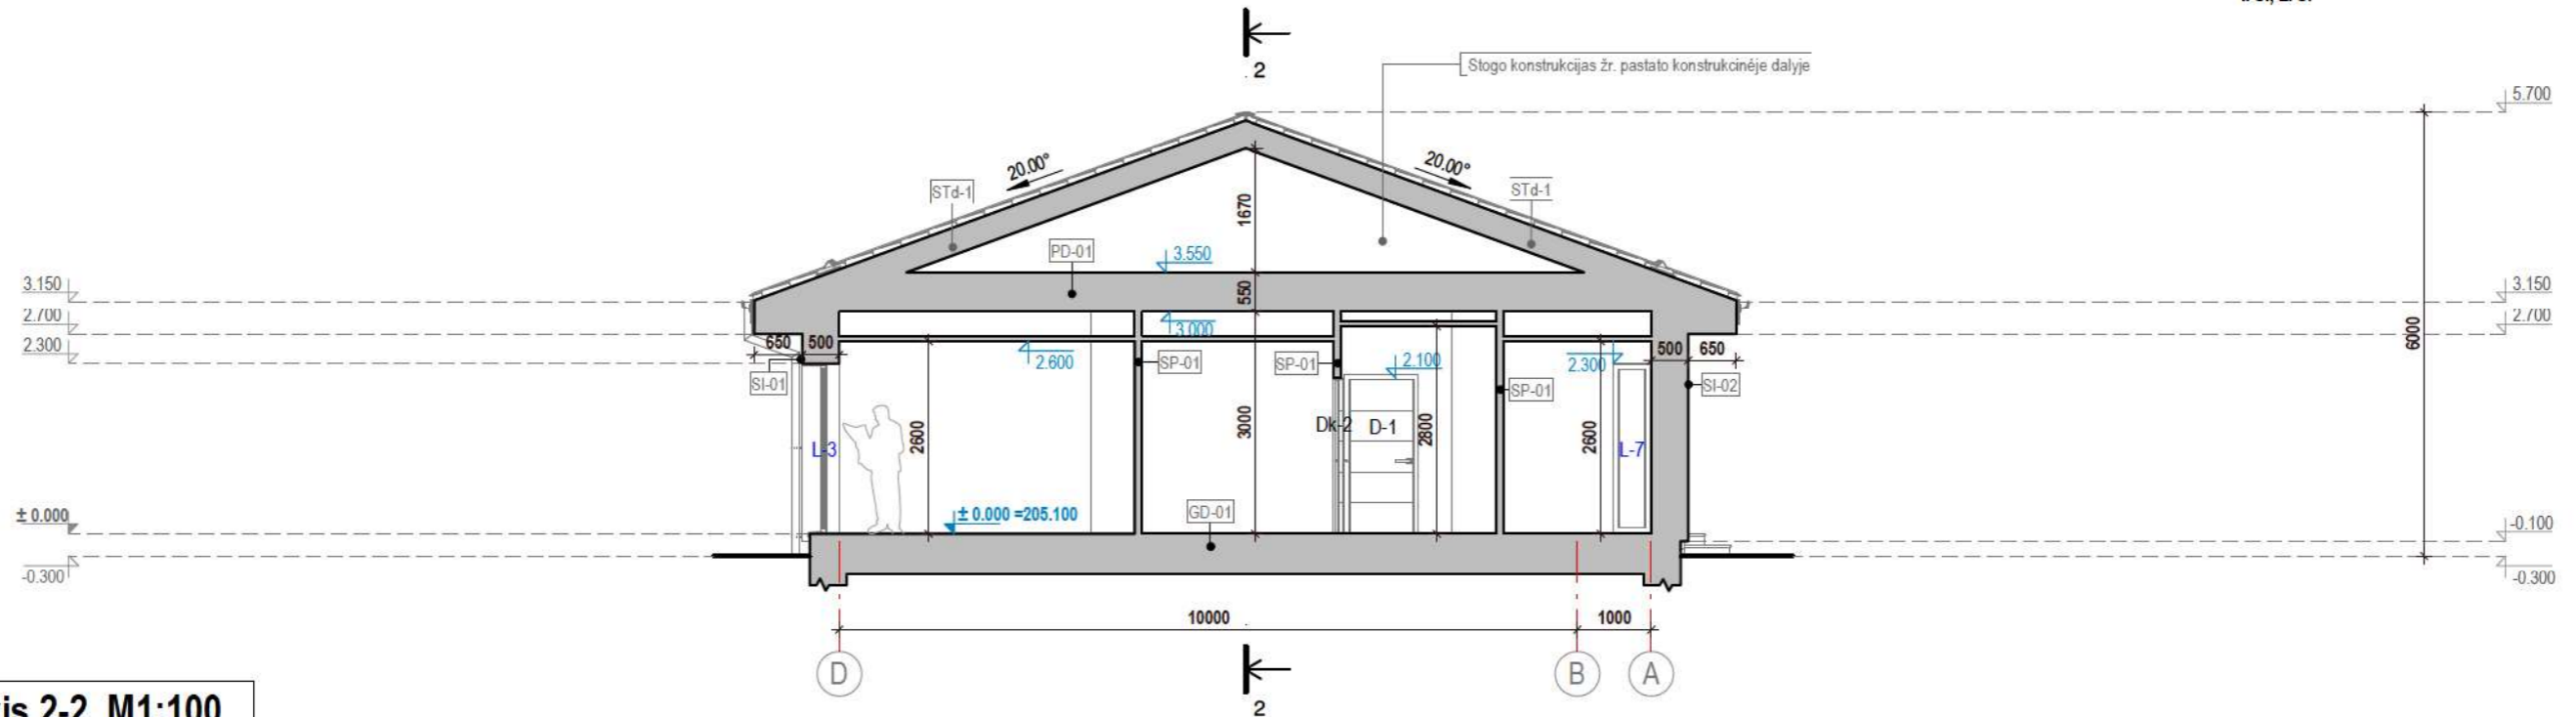 2
Stogo konstrukcijas žr. pastato konstrukcinėje dalyje
5.700
20.00°
20.00°
STd-1
STd-1
1670
PD-01
3.550
3.150
3.150
550
2.700
3.000
2.700
6000
2.300
650
500
2.600
SP-01
SP-01
2.100
2.300
500
650
SI-01
SP-01
SI-02
L-3
2600
3000
Dk-2
D-1
2800
2600
L-7
± 0.000
± 0.000 =205.100
GD-01
-0.100
-0.300
-0.300
10000
1000
D
B
A
2
is 2-2 M1:100